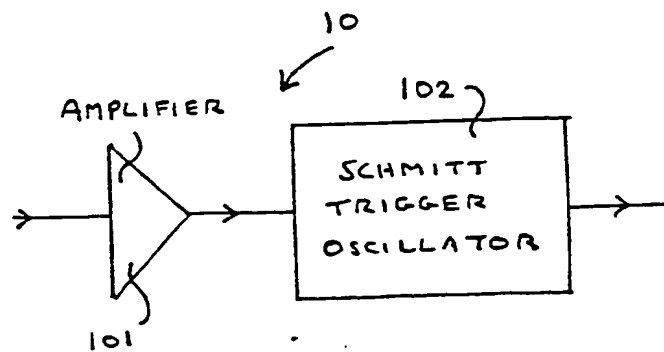 10
AMPLIFIER
102
SCHMITT
TRIGGER
OSCILLATOR
101